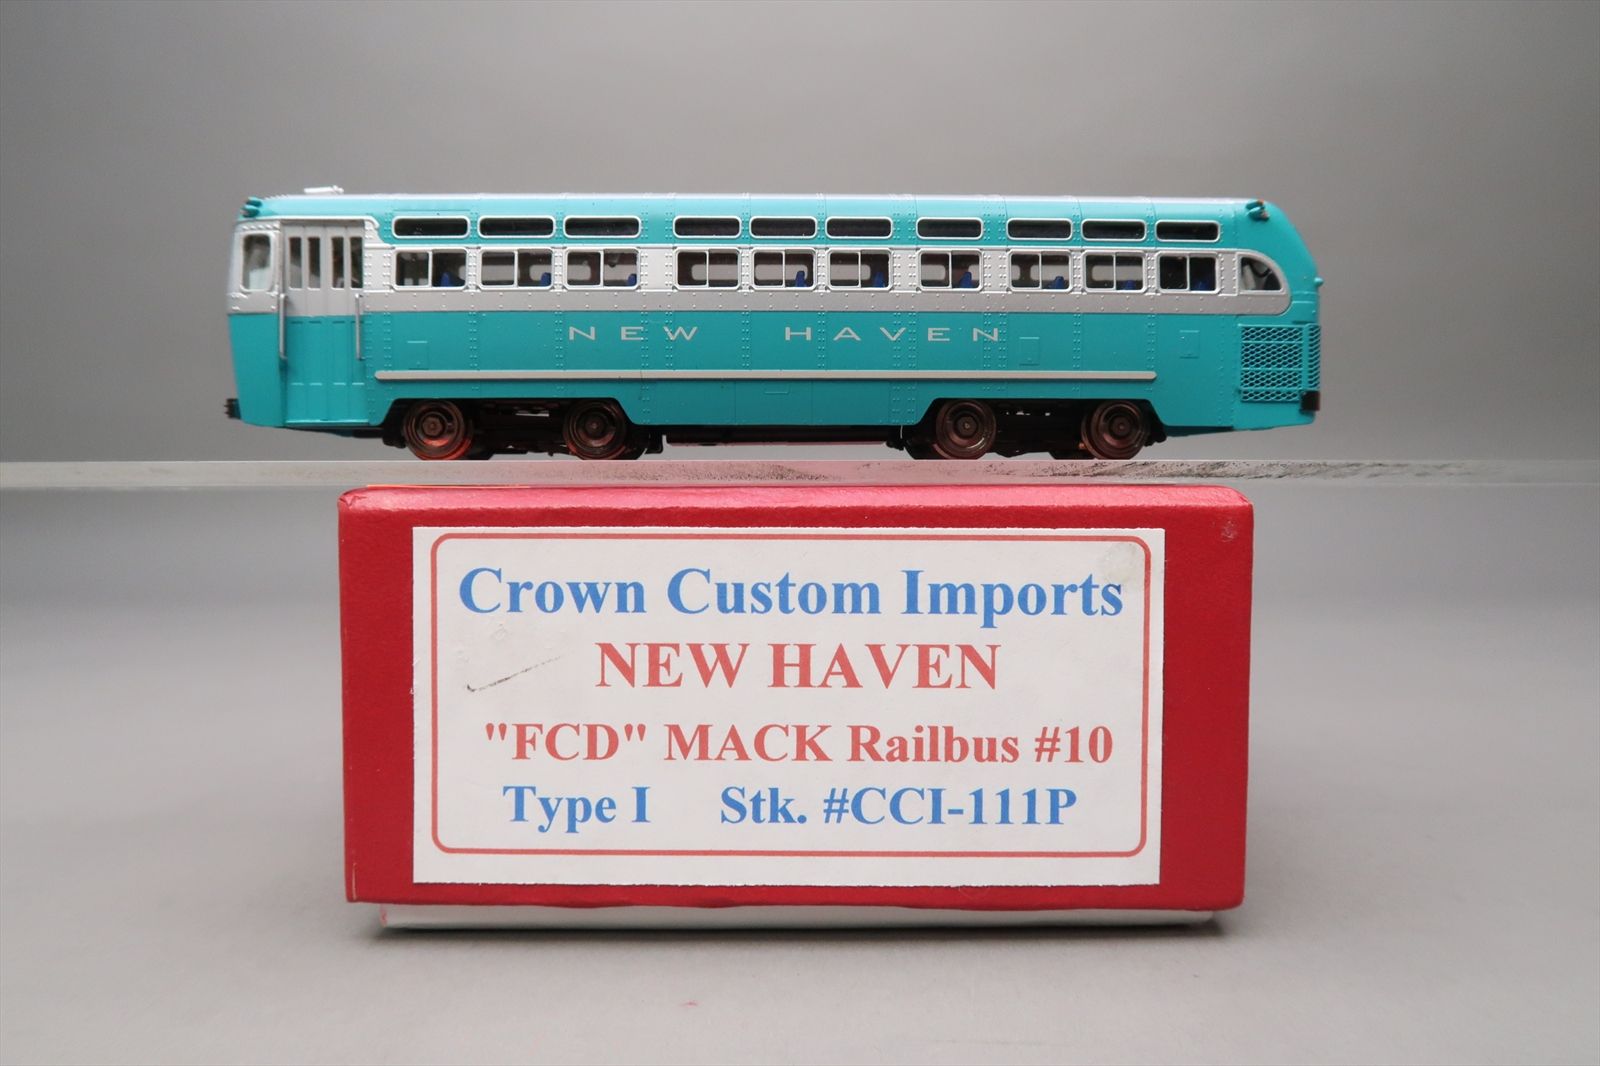 NEW HAVEN
Crown Custom Imports
NEW HAVEN
"FCD" MACK Railbus #10
Type I Stk. #CCI-111P